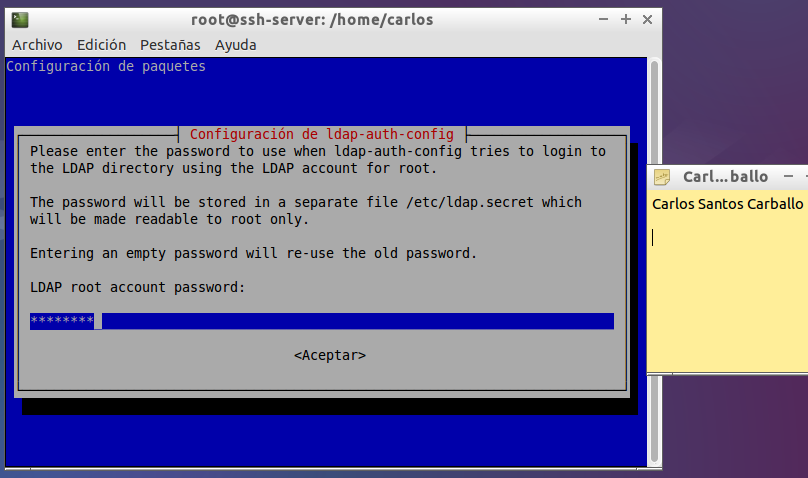 root@ssh-server: /home/carlos
Archivo Edición Pestañas Ayuda
Configuración de paquetes
Configuración de ldap-auth-config
Please enter the password to use when ldap-auth-config tries to login to
the LDAP directory using the LDAP account for root.
The password will be stored in a separate file /etc/ldap.secret which
will be made readable to root only.
Entering an empty password will re-use the old password.
LDAP root account password:
********
<Aceptar>
Carl...ballo
Carlos Santos Carballo